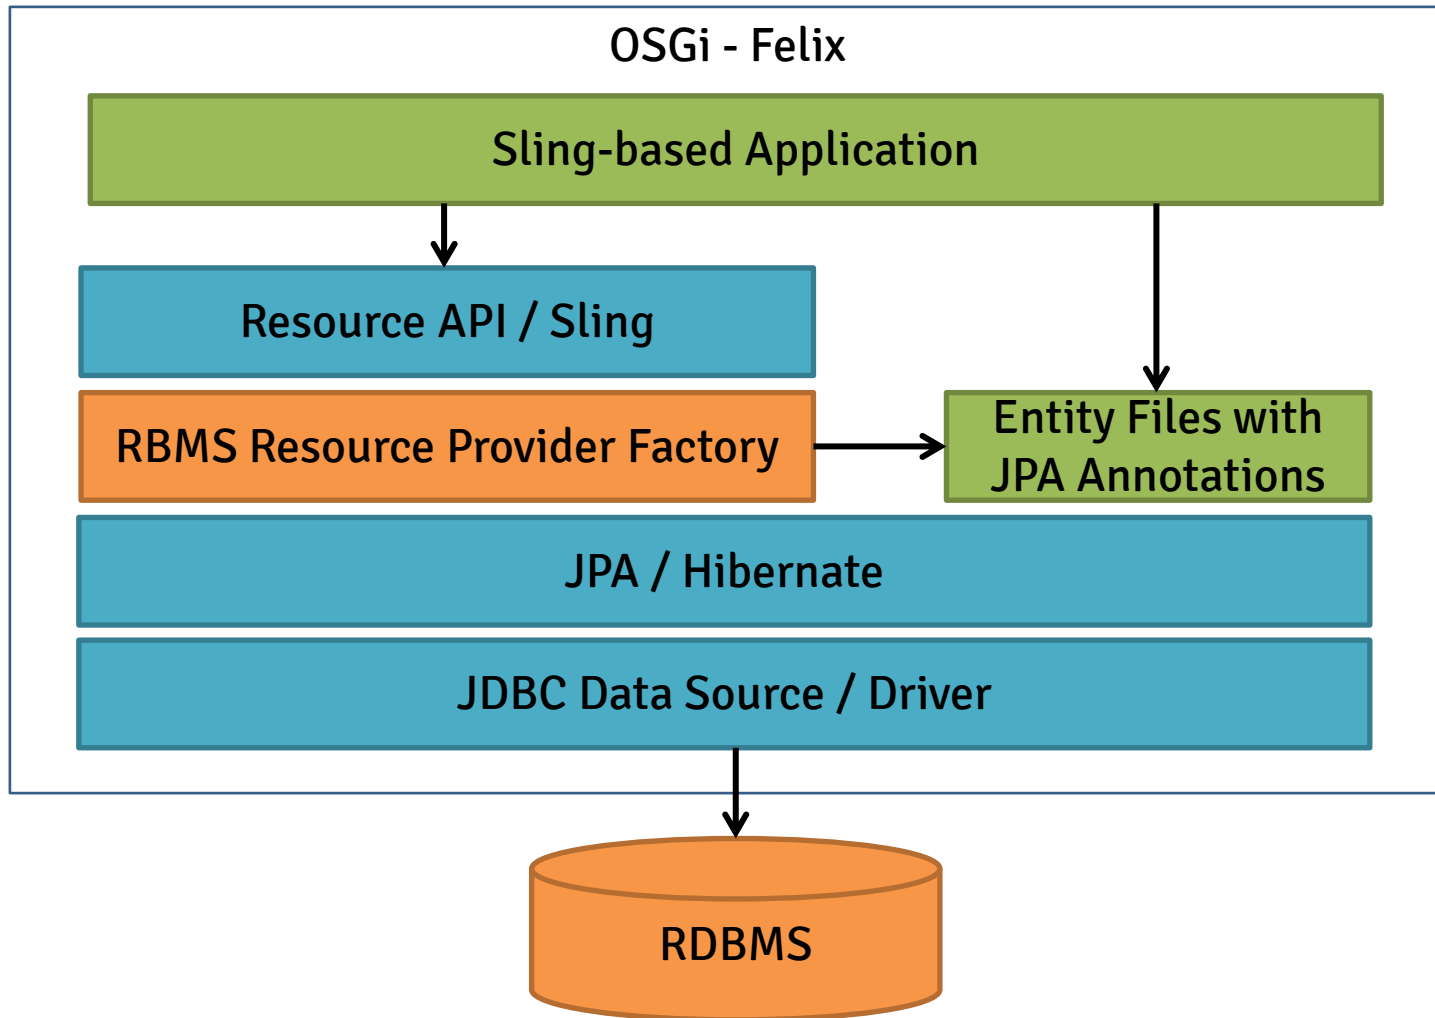 OSGi - Felix
Sling-based Application
Resource API / Sling
RBMS Resource Provider Factory
Entity Files with
JPA Annotations
JPA / Hibernate
JDBC Data Source / Driver
RDBMS